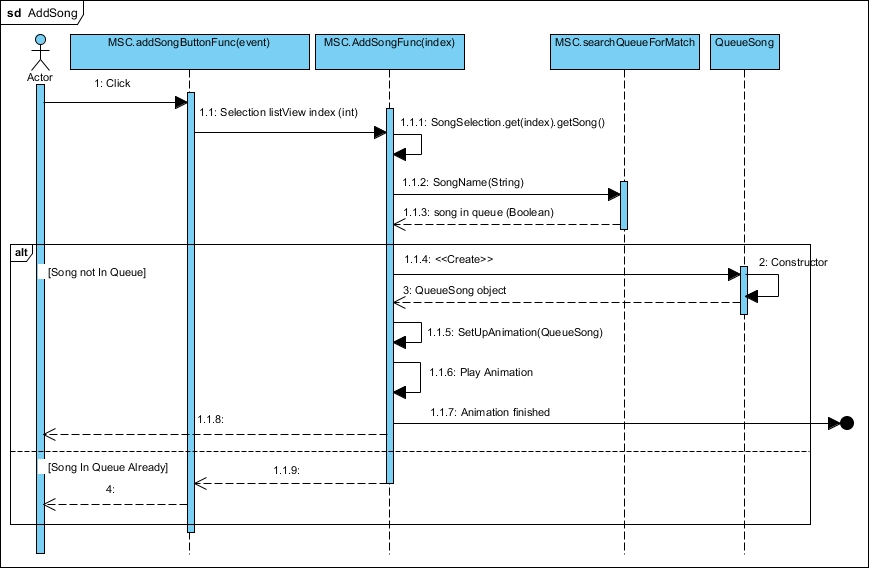 sd AddSong
MSC.addSongButtonFunc(event)
MSC.AddSongFunc(index)
MSC.searchQueueForMatch
QueueSong
Actor
1: Click
1.1: Selection listView index (int)
1.1.1: SongSelection.get(index).getSong()
1.1.2: SongName(String)
1.1.3: song in queue (Boolean)
alt
[Song not In Queue]
1.1.4: <<Create>>
2: Constructor
3: QueueSong object
1.1.5: SetUpAnimation(QueueSong)
1.1.6: Play Animation
1.1.7: Animation finished
1.1.8:
[Song In Queue Already]
1.1.9:
4: